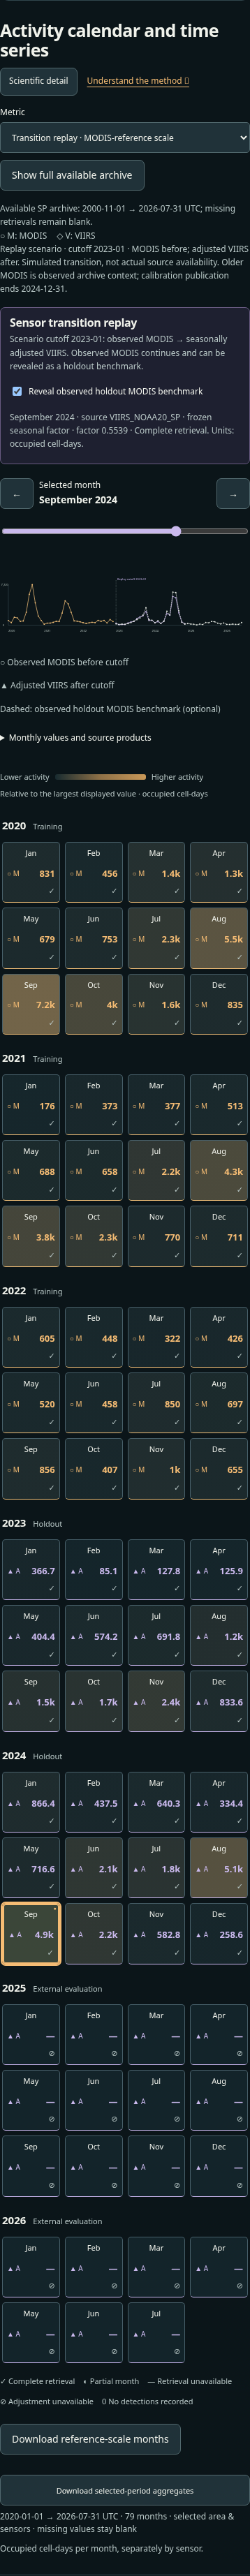 Activity calendar and time
series
Scientific detail
Understand the method
Metric
Transition replay · MODIS-reference scale
Show full available archive
Available SP archive: 2000-11-01 → 2026-07-31 UTC; missing
retrievals remain blank.
○ M: MODIS ◇ V: VIIRS
Replay scenario · cutoff 2023-01 · MODIS before; adjusted VIIRS
after. Simulated transition, not actual source availability. Older
MODIS is observed archive context; calibration publication
ends 2024-12-31.
Sensor transition replay
Scenario cutoff 2023-01: observed MODIS → seasonally
adjusted VIIRS. Observed MODIS continues and can be
revealed as a holdout benchmark.
Reveal observed holdout MODIS benchmark
September 2024 · source VIIRS_NOAA20_SP · frozen
seasonal factor · factor 0.5539 · Complete retrieval. Units:
occupied cell-days.
←
Selected month
September 2024
→
○ Observed MODIS before cutoff
▲ Adjusted VIIRS after cutoff
Dashed: observed holdout MODIS benchmark (optional)
▶ Monthly values and source products
Lower activity
Higher activity
Relative to the largest displayed value · occupied cell-days
2020 Training
Jan Feb Mar Apr
○ M 831 ○ M 456 ○ M 1.4k ○ M 1.3k
✓ ✓ ✓ ✓
May Jun Jul Aug
○ M 679 ○ M 753 ○ M 2.3k ○ M 5.5k
✓ ✓ ✓ ✓
Sep Oct Nov Dec
○ M 7.2k ○ M 4k ○ M 1.6k ○ M 835
✓ ✓ ✓ ✓
2021 Training
Jan Feb Mar Apr
○ M 176 ○ M 373 ○ M 377 ○ M 513
✓ ✓ ✓ ✓
May Jun Jul Aug
○ M 688 ○ M 658 ○ M 2.2k ○ M 4.3k
✓ ✓ ✓ ✓
Sep Oct Nov Dec
○ M 3.8k ○ M 2.3k ○ M 770 ○ M 711
✓ ✓ ✓ ✓
2022 Training
Jan Feb Mar Apr
○ M 605 ○ M 448 ○ M 322 ○ M 426
✓ ✓ ✓ ✓
May Jun Jul Aug
○ M 520 ○ M 458 ○ M 850 ○ M 697
✓ ✓ ✓ ✓
Sep Oct Nov Dec
○ M 856 ○ M 407 ○ M 1k ○ M 655
✓ ✓ ✓ ✓
2023 Holdout
Jan Feb Mar Apr
▲ A 366.7 ▲ A 85.1 ▲ A 127.8 ▲ A 125.9
✓ ✓ ✓ ✓
May Jun Jul Aug
▲ A 404.4 ▲ A 574.2 ▲ A 691.8 ▲ A 1.2k
✓ ✓ ✓ ✓
Sep Oct Nov Dec
▲ A 1.5k ▲ A 1.7k ▲ A 2.4k ▲ A 833.6
✓ ✓ ✓ ✓
2024 Holdout
Jan Feb Mar Apr
▲ A 866.4 ▲ A 437.5 ▲ A 640.3 ▲ A 334.4
✓ ✓ ✓ ✓
May Jun Jul Aug
▲ A 716.6 ▲ A 2.1k ▲ A 1.8k ▲ A 5.1k
✓ ✓ ✓ ✓
Sep Oct Nov Dec
▲ A 4.9k ▲ A 2.2k ▲ A 582.8 ▲ A 258.6
✓ ✓ ✓ ✓
2025 External evaluation
Jan Feb Mar Apr
▲ A — ▲ A — ▲ A — ▲ A —
⊘ ⊘ ⊘ ⊘
May Jun Jul Aug
▲ A — ▲ A — ▲ A — ▲ A —
⊘ ⊘ ⊘ ⊘
Sep Oct Nov Dec
▲ A — ▲ A — ▲ A — ▲ A —
⊘ ⊘ ⊘ ⊘
2026 External evaluation
Jan Feb Mar Apr
▲ A — ▲ A — ▲ A — ▲ A —
⊘ ⊘ ⊘ ⊘
May Jun Jul
▲ A — ▲ A — ▲ A —
⊘ ⊘ ⊘
✓ Complete retrieval ◖ Partial month — Retrieval unavailable
⊘ Adjustment unavailable 0 No detections recorded
Download reference-scale months
Download selected-period aggregates
2020-01-01 → 2026-07-31 UTC · 79 months · selected area &
sensors · missing values stay blank
Occupied cell-days per month, separately by sensor.